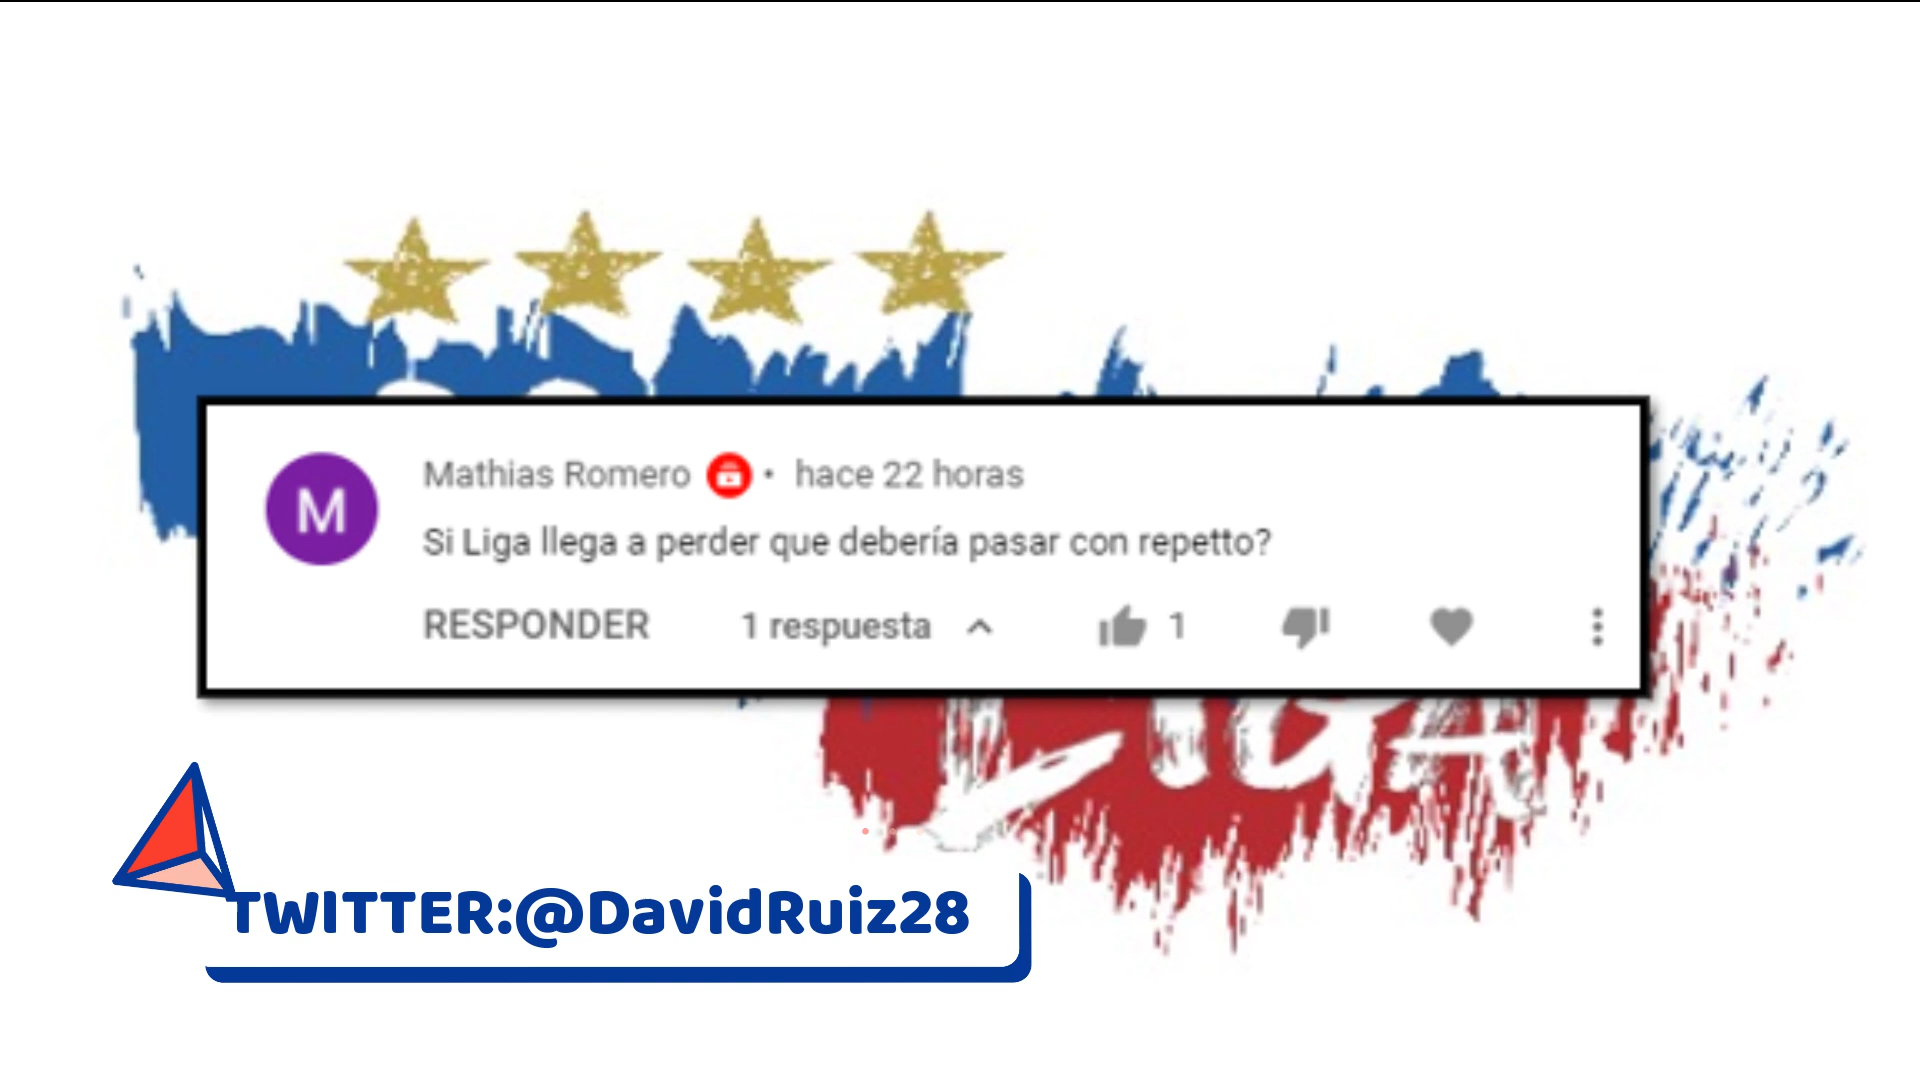 M
Mathias Romero • hace 22 horas
Si Liga llega a perder que debería pasar con repetto?
RESPONDER 1 respuesta 1
LIGA
TWITTER:@DavidRuiz28